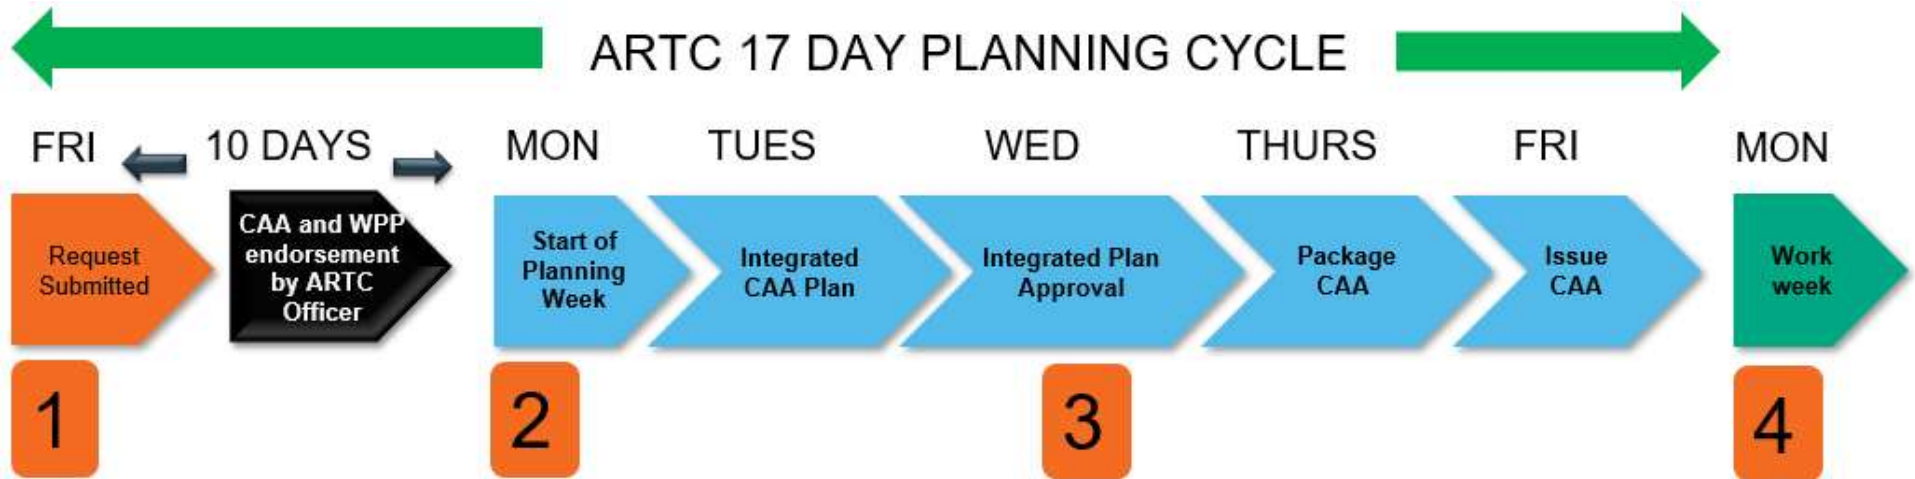 ARTC 17 DAY PLANNING CYCLE
FRI
10 DAYS
MON
TUES
WED
THURS
FRI
MON
Request
Submitted
CAA and WPP
endorsement
by ARTC
Officer
Start of
Planning
Week
Integrated
CAA Plan
Integrated Plan
Approval
Package
CAA
Issue
CAA
Work
week
1
2
3
4